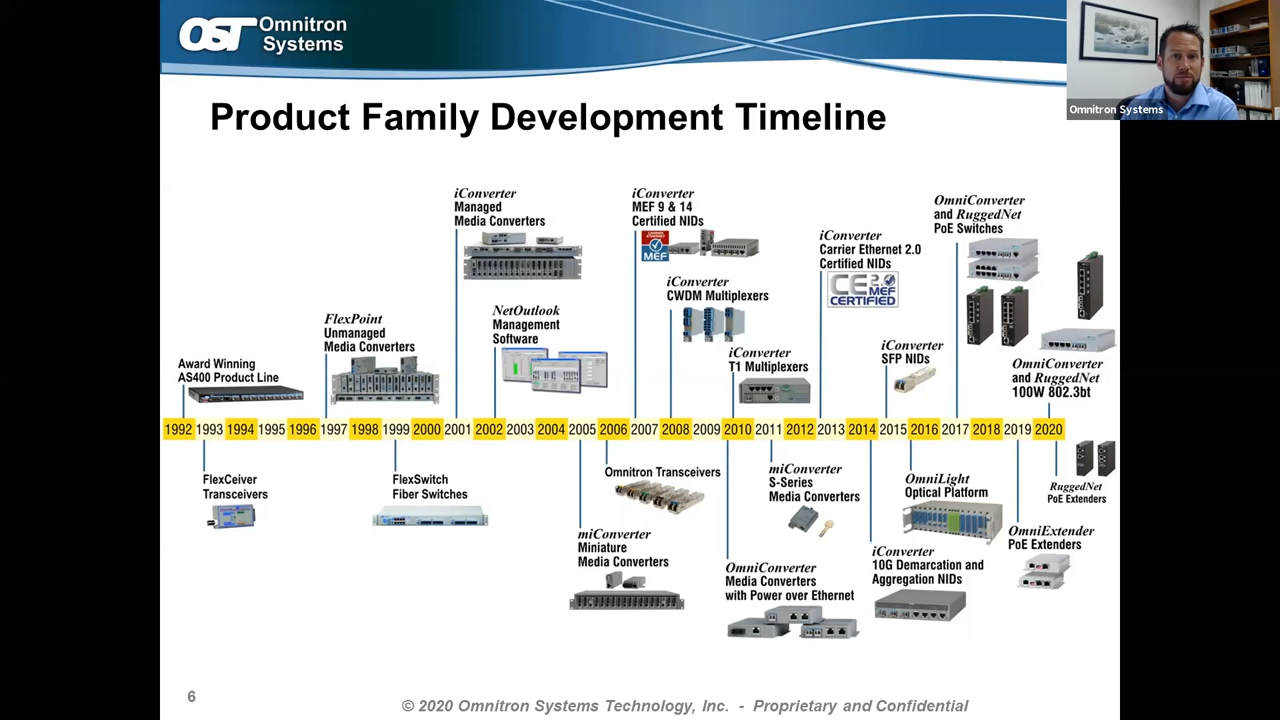 OST Omnitron
Systems
Omnitron Systems
Product Family Development Timeline
Award Winning
AS400 Product Line
FlexPoint
Unmanaged
Media Converters
iConverter
Managed
Media Converters
NetOutlook
Management
Software
iConverter
MEF 9 & 14
Certified NIDs
CARRIER
ETHERNET
MEF
iConverter
CWDM Multiplexers
iConverter
T1 Multiplexers
iConverter
Carrier Ethernet 2.0
Certified NIDs
CE 2.0
MEF
CERTIFIED
iConverter
SFP NIDs
OmniConverter
and RuggedNet
PoE Switches
OmniConverter
and RuggedNet
100W 802.3bt
1992 1993 1994 1995 1996 1997 1998 1999 2000 2001 2002 2003 2004 2005 2006 2007 2008 2009 2010 2011 2012 2013 2014 2015 2016 2017 2018 2019 2020
FlexCeiver
Transceivers
FlexSwitch
Fiber Switches
miConverter
Miniature
Media Converters
Omnitron Transceivers
OmniConverter
Media Converters
with Power over Ethernet
miConverter
S-Series
Media Converters
iConverter
10G Demarcation and
Aggregation NIDs
OmniLight
Optical Platform
OmniExtender
PoE Extenders
RuggedNet
PoE Extenders
6
© 2020 Omnitron Systems Technology, Inc. - Proprietary and Confidential